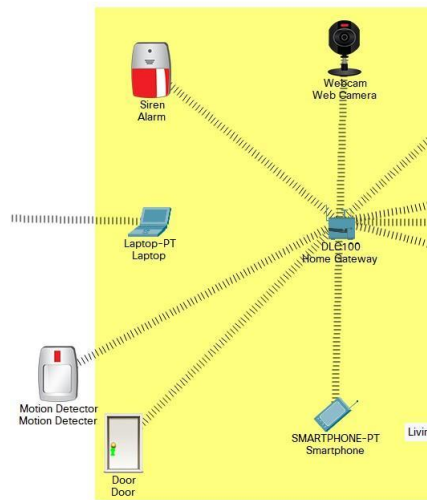 Siren
Alarm
Webcam
Web Camera
Laptop-PT
Laptop
DLC100
Home Gateway
Motion Detector
Motion Detecter
SMARTPHONE-PT
Smartphone
Door
Door